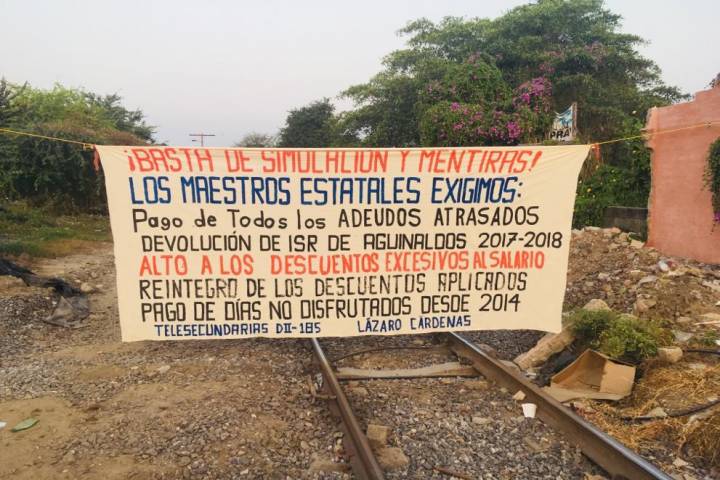 ¡BASTA DE SIMULACION Y MENTIRAS!
LOS MAESTROS ESTATALES EXIGIMOS:
Pago de Todos los ADEUDOS ATRASADOS
DEVOLUCIÓN DE ISR DE AGUINALDOS 2017-2018
ALTO A LOS DESCUENTOS EXCESIVOS AL SALARIO
REINTEGRO DE LOS DESCUENTOS APLICADOS
PAGO DE DÍAS NO DISFRUTADOS DESDE 2014
TELESECUNDARIAS DII-185 LÁZARO CÁRDENAS